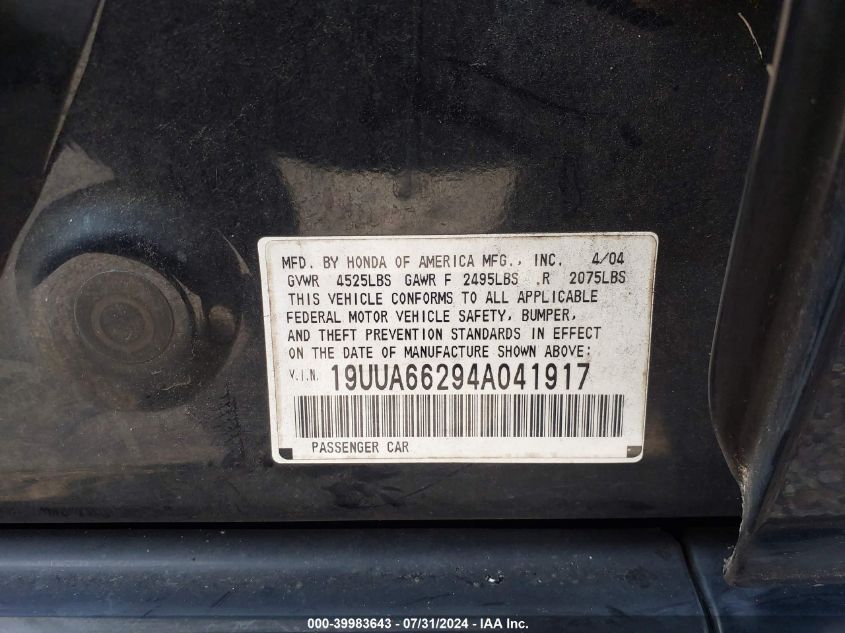 MFD. BY HONDA OF AMERICA MFG., INC. 4/04
GVWR 4525LBS GAWR F 2495LBS .R 2075LBS
THIS VEHICLE CONFORMS TO ALL APPLICABLE
FEDERAL MOTOR VEHICLE SAFETY, BUMPER,
AND THEFT PREVENTION STANDARDS IN EFFECT
ON THE DATE OF MANUFACTURE SHOWN ABOVE:
V.I.N. 19UUA66294A041917
PASSENGER CAR
000-39983643 - 07/31/2024 - © IAA Inc.